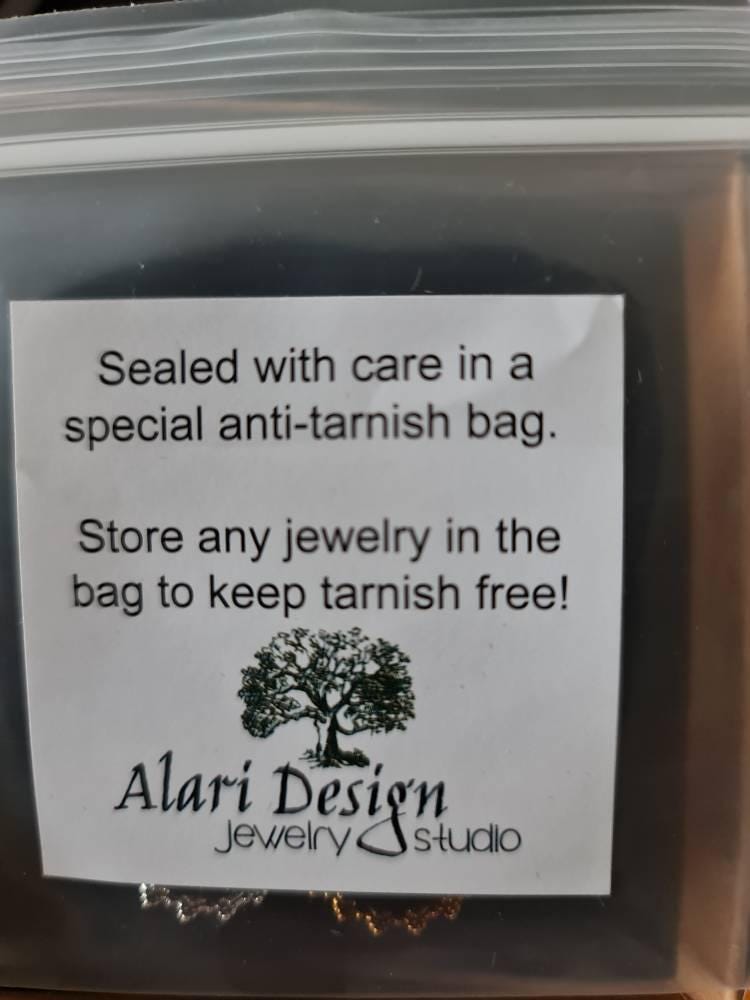 Sealed with care in a
special anti-tarnish bag.
Store any jewelry in the
bag to keep tarnish free!
Alari Design
Jewelry studio